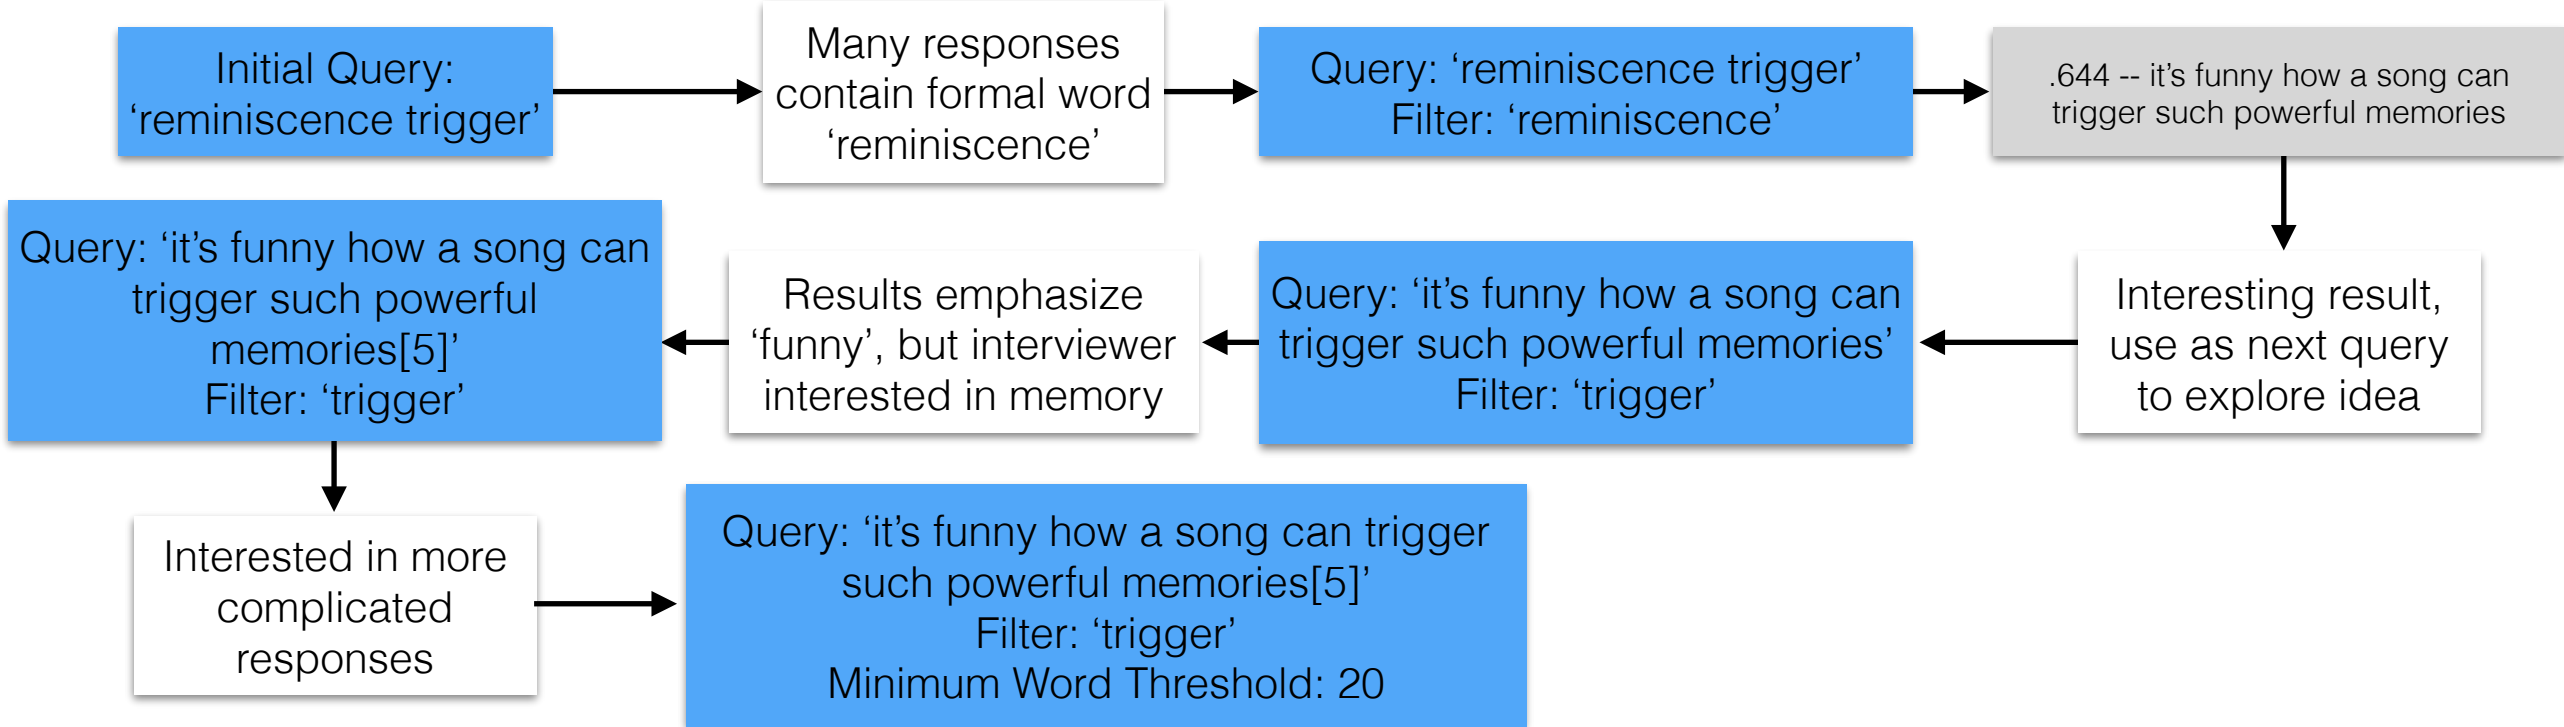 Initial Query:
‘reminiscence trigger’
Many responses
contain formal word
‘reminiscence’
Query: ‘reminiscence trigger’
Filter: ‘reminiscence’
.644 -- it’s funny how a song can
trigger such powerful memories
Interesting result,
use as next query
to explore idea
Query: ‘it’s funny how a song can
trigger such powerful memories’
Filter: ‘trigger’
Results emphasize
‘funny’, but interviewer
interested in memory
Query: ‘it’s funny how a song can
trigger such powerful
memories[5]’
Filter: ‘trigger’
Interested in more
complicated
responses
Query: ‘it’s funny how a song can trigger
such powerful memories[5]’
Filter: ‘trigger’
Minimum Word Threshold: 20